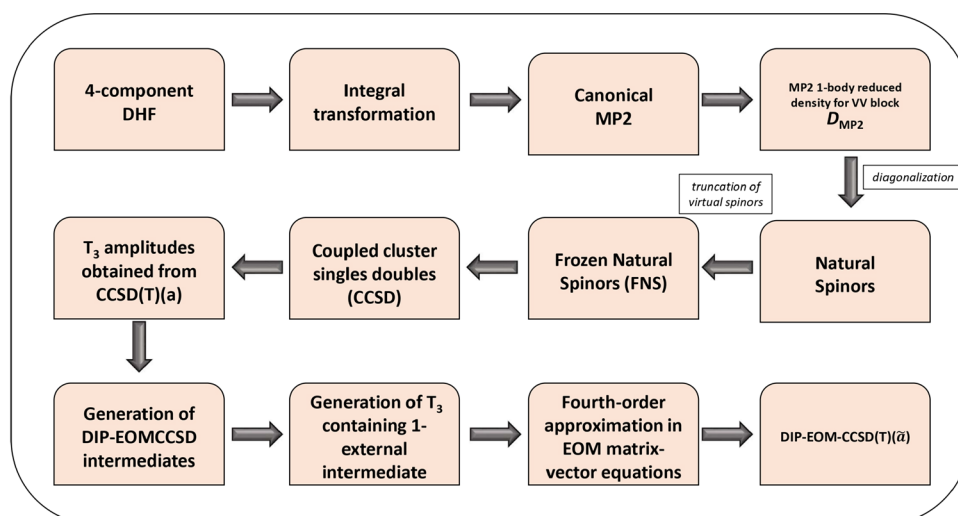 4-component
DHF
Integral
transformation
Canonical
MP2
MP2 1-body reduced
density for VV block
D_MP2
diagonalization
truncation of
virtual spinors
Natural
Spinors
Frozen Natural
Spinors (FNS)
Coupled cluster
singles doubles
(CCSD)
T₃ amplitudes
obtained from
CCSD(T)(a)
Generation of
DIP-EOMCCSD
intermediates
Generation of T₃
containing 1-
external
intermediate
Fourth-order
approximation in
EOM matrix-
vector equations
DIP-EOM-CCSD(T)(ã)